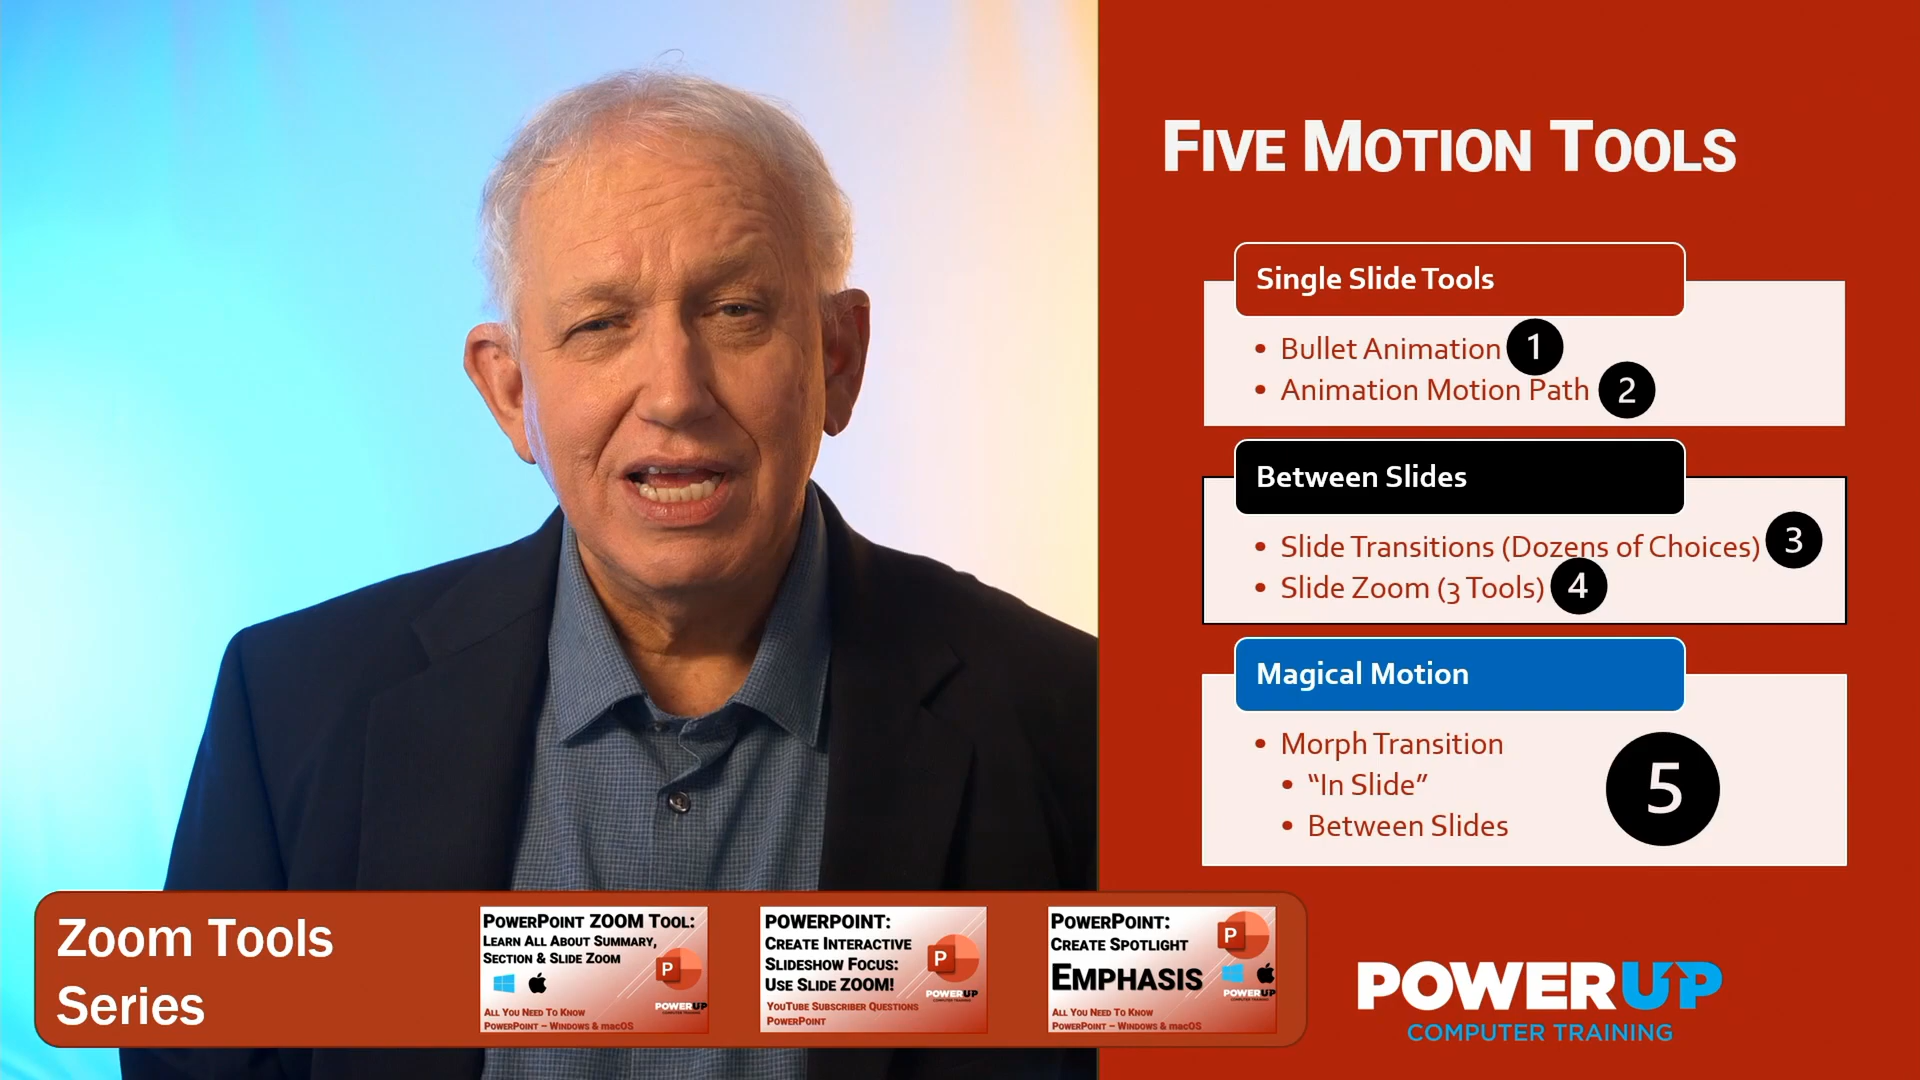 FIVE MOTION TOOLS
Single Slide Tools
• Bullet Animation 1
• Animation Motion Path 2
Between Slides
• Slide Transitions (Dozens of Choices) 3
• Slide Zoom (3 Tools) 4
Magical Motion
• Morph Transition
• “In Slide”
• Between Slides
5
Zoom Tools
Series
POWERPOINT ZOOM TOOL:
LEARN ALL ABOUT SUMMARY,
SECTION & SLIDE ZOOM
P
POWERUP
ALL YOU NEED TO KNOW
POWERPOINT – WINDOWS & macOS
POWERPOINT:
CREATE INTERACTIVE
SLIDESHOW FOCUS:
USE SLIDE ZOOM!
P
POWERUP
YOUTUBE SUBSCRIBER QUESTIONS
POWERPOINT
POWERPOINT:
CREATE SPOTLIGHT
EMPHASIS
P
POWERUP
ALL YOU NEED TO KNOW
POWERPOINT – WINDOWS & macOS
POWERUP
COMPUTER TRAINING